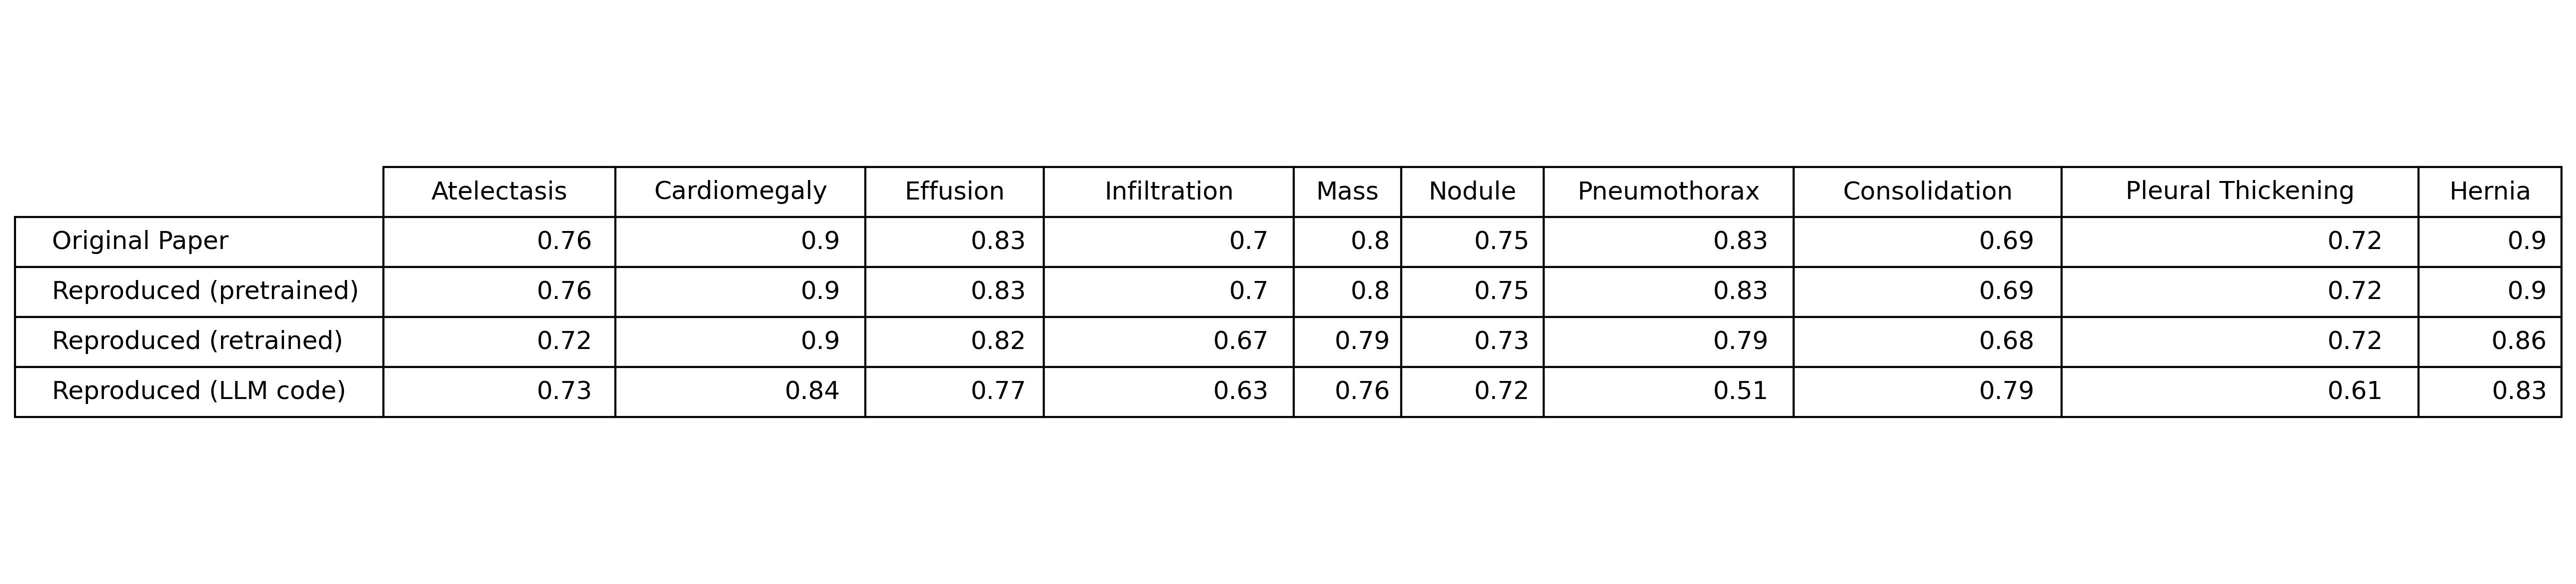 Atelectasis Cardiomegaly Effusion Infiltration Mass Nodule Pneumothorax Consolidation Pleural Thickening Hernia
Original Paper 0.76 0.9 0.83 0.7 0.8 0.75 0.83 0.69 0.72 0.9
Reproduced (pretrained) 0.76 0.9 0.83 0.7 0.8 0.75 0.83 0.69 0.72 0.9
Reproduced (retrained) 0.72 0.9 0.82 0.67 0.79 0.73 0.79 0.68 0.72 0.86
Reproduced (LLM code) 0.73 0.84 0.77 0.63 0.76 0.72 0.51 0.79 0.61 0.83